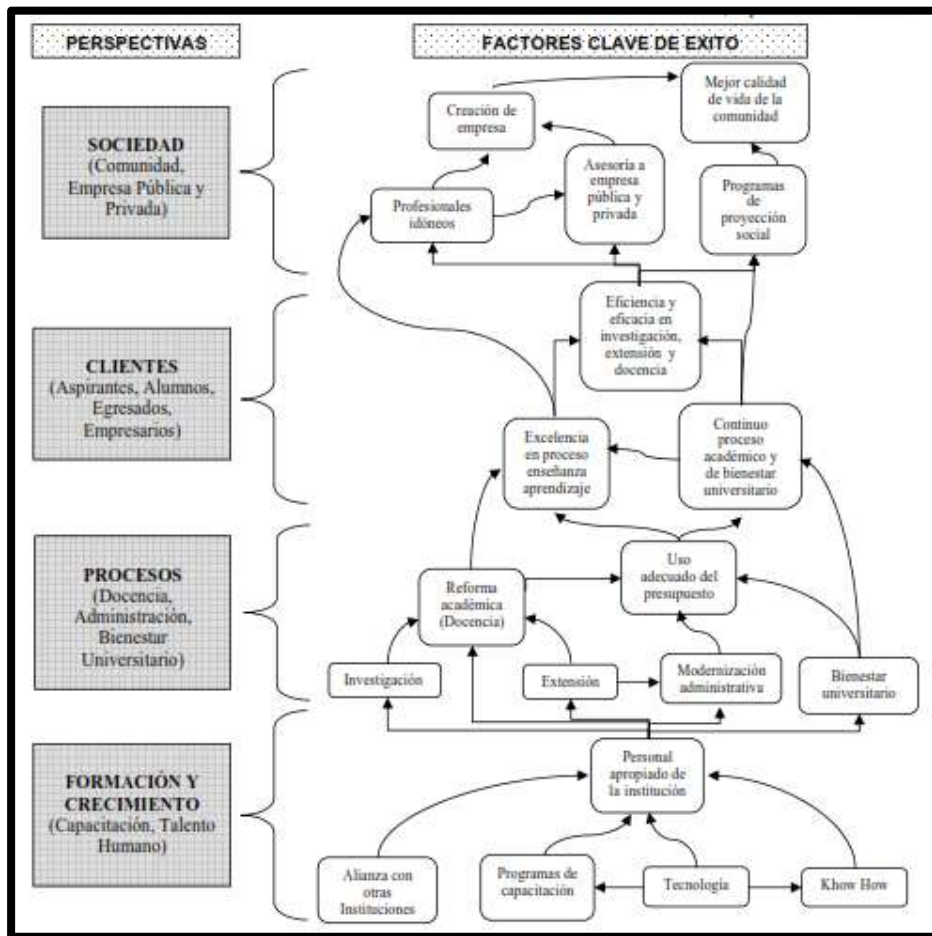 PERSPECTIVAS
FACTORES CLAVE DE EXITO
SOCIEDAD
(Comunidad,
Empresa Pública y
Privada)
Creación de
empresa
Mejor calidad
de vida de la
comunidad
Profesionales
idóneos
Asesoría a
empresa
pública y
privada
Programas
de
proyección
social
CLIENTES
(Aspirantes, Alumnos,
Egresados,
Empresarios)
Eficiencia y
eficacia en
investigación,
extensión y
docencia
Excelencia
en proceso
enseñanza
aprendizaje
Continuo
proceso
académico y
de bienestar
universitario
PROCESOS
(Docencia,
Administración,
Bienestar
Universitario)
Reforma
académica
(Docencia)
Uso
adecuado del
presupuesto
Investigación
Extensión
Modernización
administrativa
Bienestar
universitario
FORMACIÓN Y
CRECIMIENTO
(Capacitación, Talento
Humano)
Personal
apropiado de
la institución
Alianza con
otras
Instituciones
Programas de
capacitación
Tecnología
Khow How